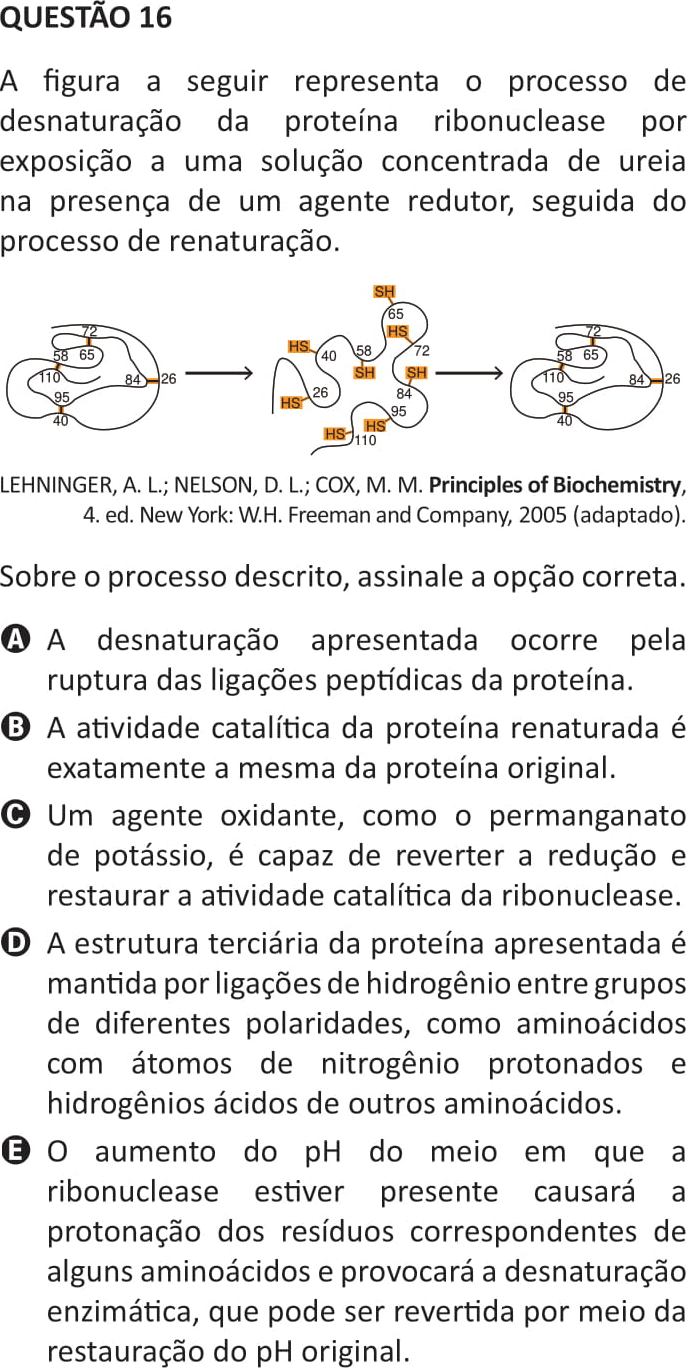 QUESTÃO 16
A figura a seguir representa o processo de
desnaturação da proteína ribonuclease por
exposição a uma solução concentrada de ureia
na presença de um agente redutor, seguida do
processo de renaturação.
72
58 65
110
84 26
95
40
SH
65
HS
HS 40
58
72
SH
SH
84
HS 26
95
HS
HS 110
72
58 65
110
84 26
95
40
LEHNINGER, A. L.; NELSON, D. L.; COX, M. M. Principles of Biochemistry,
4. ed. New York: W.H. Freeman and Company, 2005 (adaptado).
Sobre o processo descrito, assinale a opção correta.
A A desnaturação apresentada ocorre pela
ruptura das ligações peptídicas da proteína.
B A atividade catalítica da proteína renaturada é
exatamente a mesma da proteína original.
C Um agente oxidante, como o permanganato
de potássio, é capaz de reverter a redução e
restaurar a atividade catalítica da ribonuclease.
D A estrutura terciária da proteína apresentada é
mantida por ligações de hidrogênio entre grupos
de diferentes polaridades, como aminoácidos
com átomos de nitrogênio protonados e
hidrogênios ácidos de outros aminoácidos.
E O aumento do pH do meio em que a
ribonuclease estiver presente causará a
protonação dos resíduos correspondentes de
alguns aminoácidos e provocará a desnaturação
enzimática, que pode ser revertida por meio da
restauração do pH original.